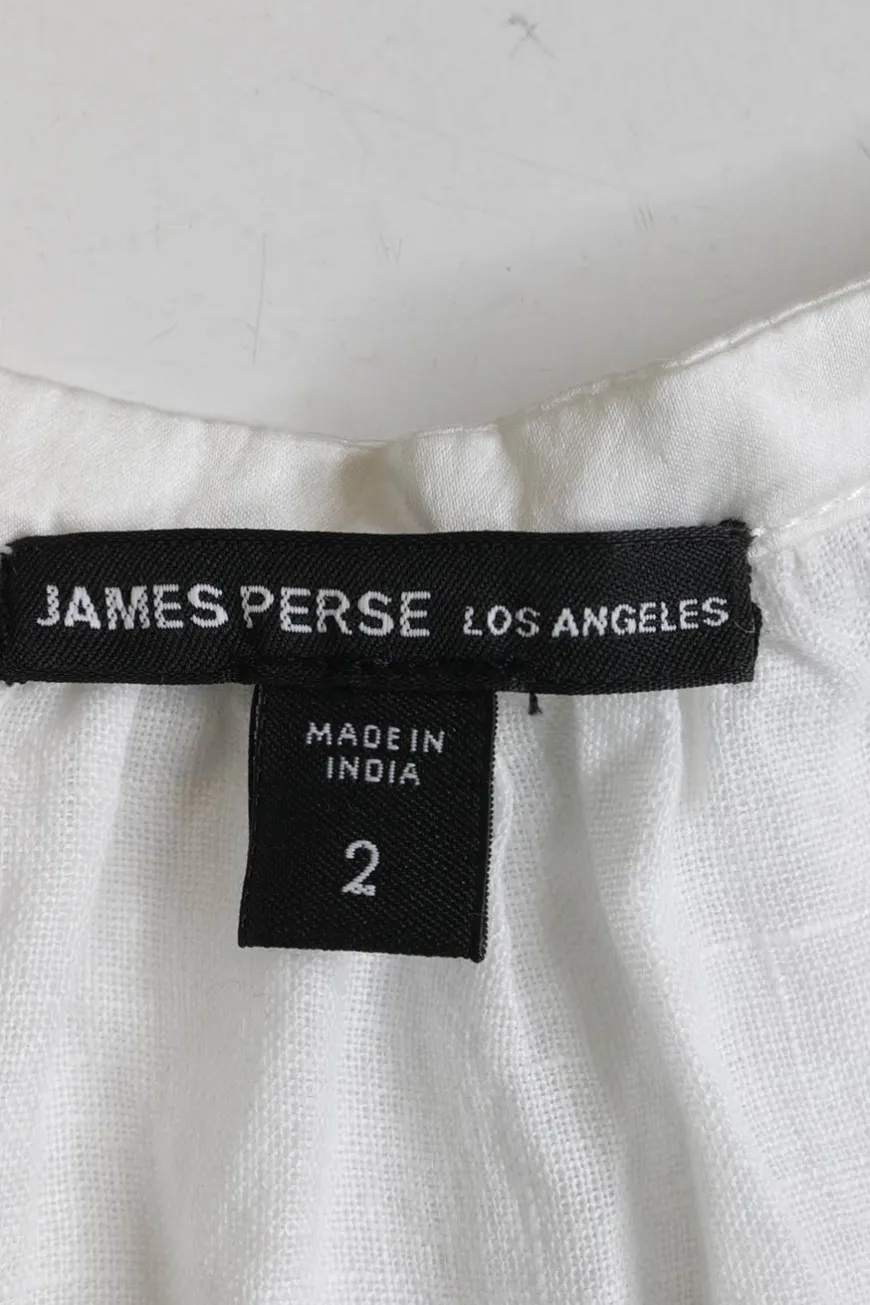 JAMES PERSE LOS ANGELES
MADE IN
INDIA
2